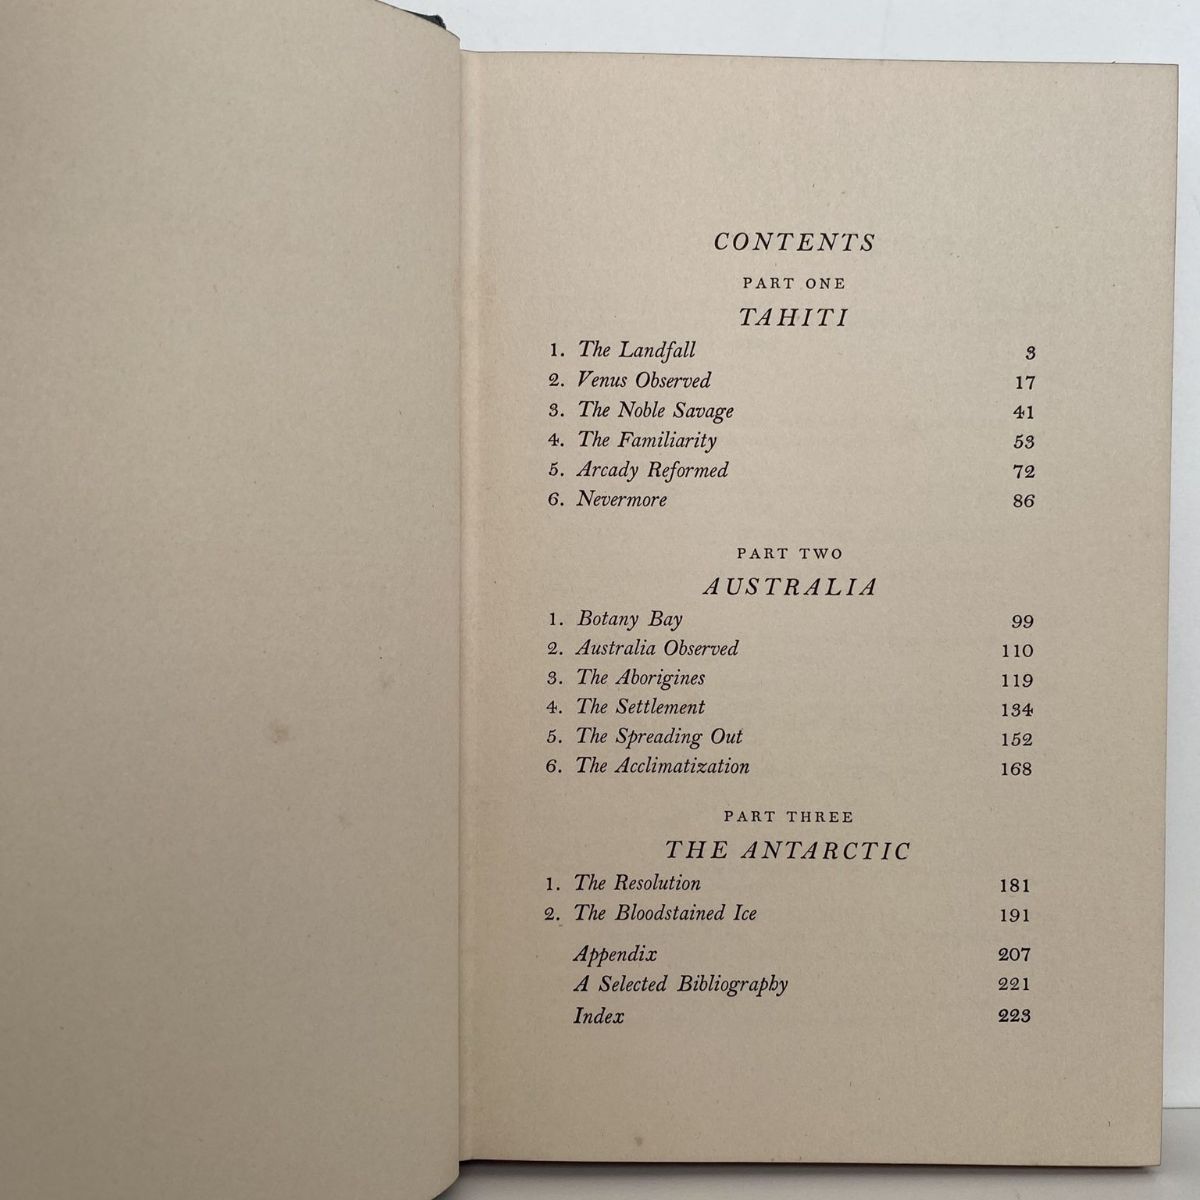 CONTENTS
PART ONE
TAHITI
1. The Landfall 3
2. Venus Observed 17
3. The Noble Savage 41
4. The Familiarity 53
5. Arcady Reformed 72
6. Nevermore 86
PART TWO
AUSTRALIA
1. Botany Bay 99
2. Australia Observed 110
3. The Aborigines 119
4. The Settlement 134
5. The Spreading Out 152
6. The Acclimatization 168
PART THREE
THE ANTARCTIC
1. The Resolution 181
2. The Bloodstained Ice 191
Appendix 207
A Selected Bibliography 221
Index 223